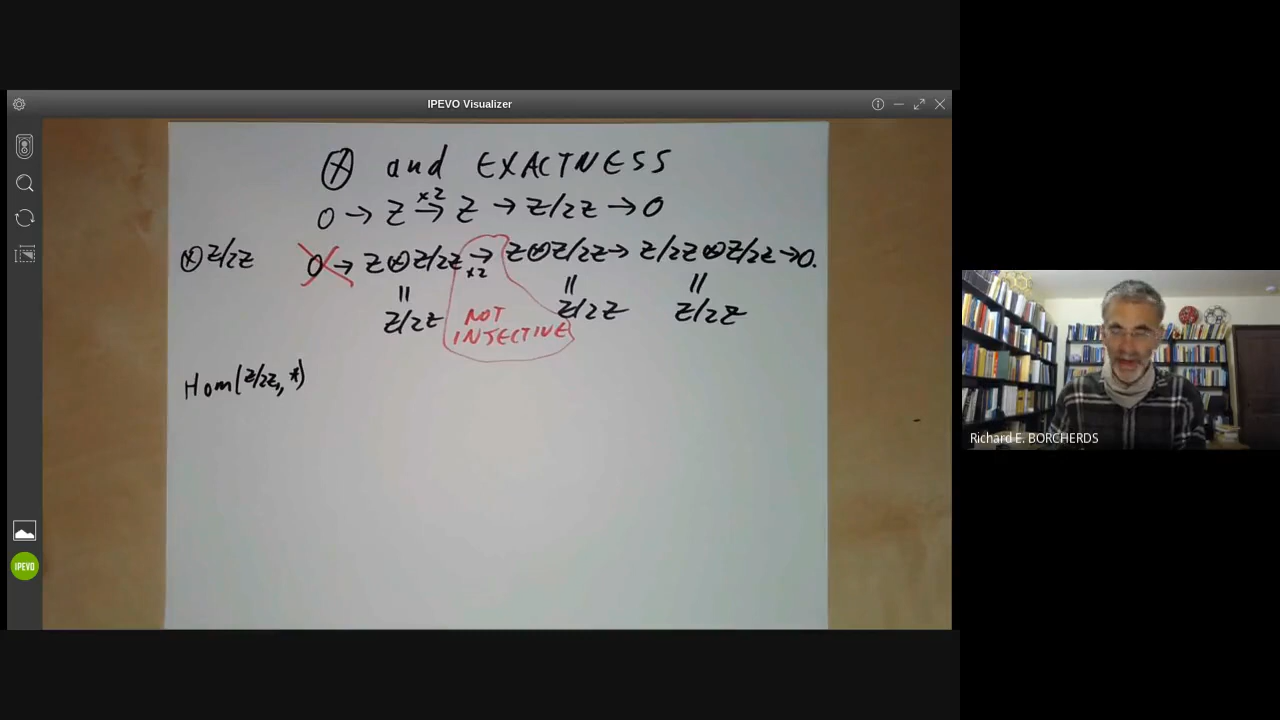 IPEVO Visualizer
⊗ and EXACTNESS
0 → Z ×2→ Z → Z/2Z → 0
⊗ Z/2Z 0 → Z⊗Z/2Z →×2 Z⊗Z/2Z → Z/2Z⊗Z/2Z → 0.
= = =
Z/2Z Z/2Z Z/2Z
NOT
INJECTIVE
Hom(Z/2Z, *)
Richard E. BORCHERDS
IPEVO